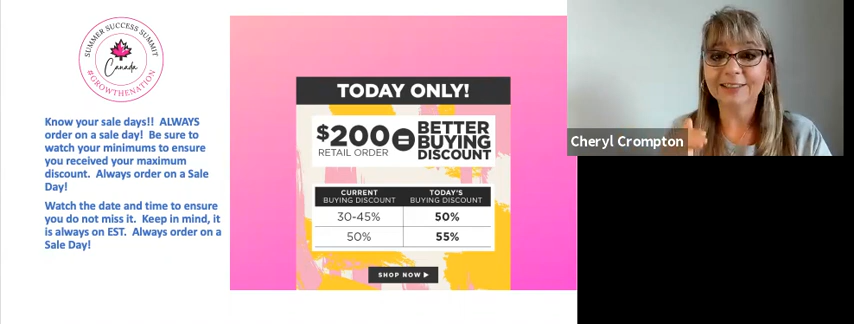 SUMMER SUCCESS SUMMIT
Canada
#GROWTHENATION
Know your sale days!! ALWAYS
order on a sale day! Be sure to
watch your minimums to ensure
you received your maximum
discount. Always order on a Sale
Day!
Watch the date and time to ensure
you do not miss it. Keep in mind, it
is always on EST. Always order on a
Sale Day!
TODAY ONLY!
$200 = BETTER
RETAIL ORDER BUYING
DISCOUNT
CURRENT TODAY'S
BUYING DISCOUNT BUYING DISCOUNT
30-45% 50%
50% 55%
SHOP NOW ▶
Cheryl Crompton